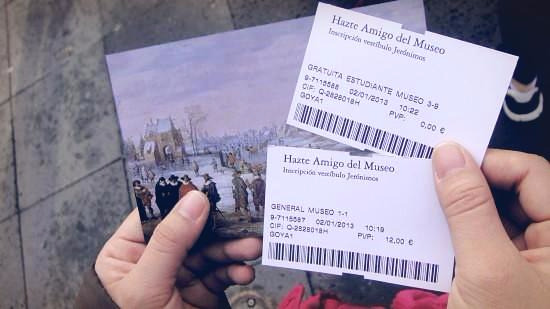 Hazte Amigo del Museo
Inscripción vestíbulo Jerónimos
GRATUITA ESTUDIANTE MUSEO 3-9
9-7115588 02/01/2013 10:22
CIF: Q-2828018H PVP: 0,00 €
GOYA1
Hazte Amigo del Museo
Inscripción vestíbulo Jerónimos
GENERAL MUSEO 1-1
9-7115587 02/01/2013 10:19
CIF: Q-2828018H PVP: 12,00 €
GOYA1